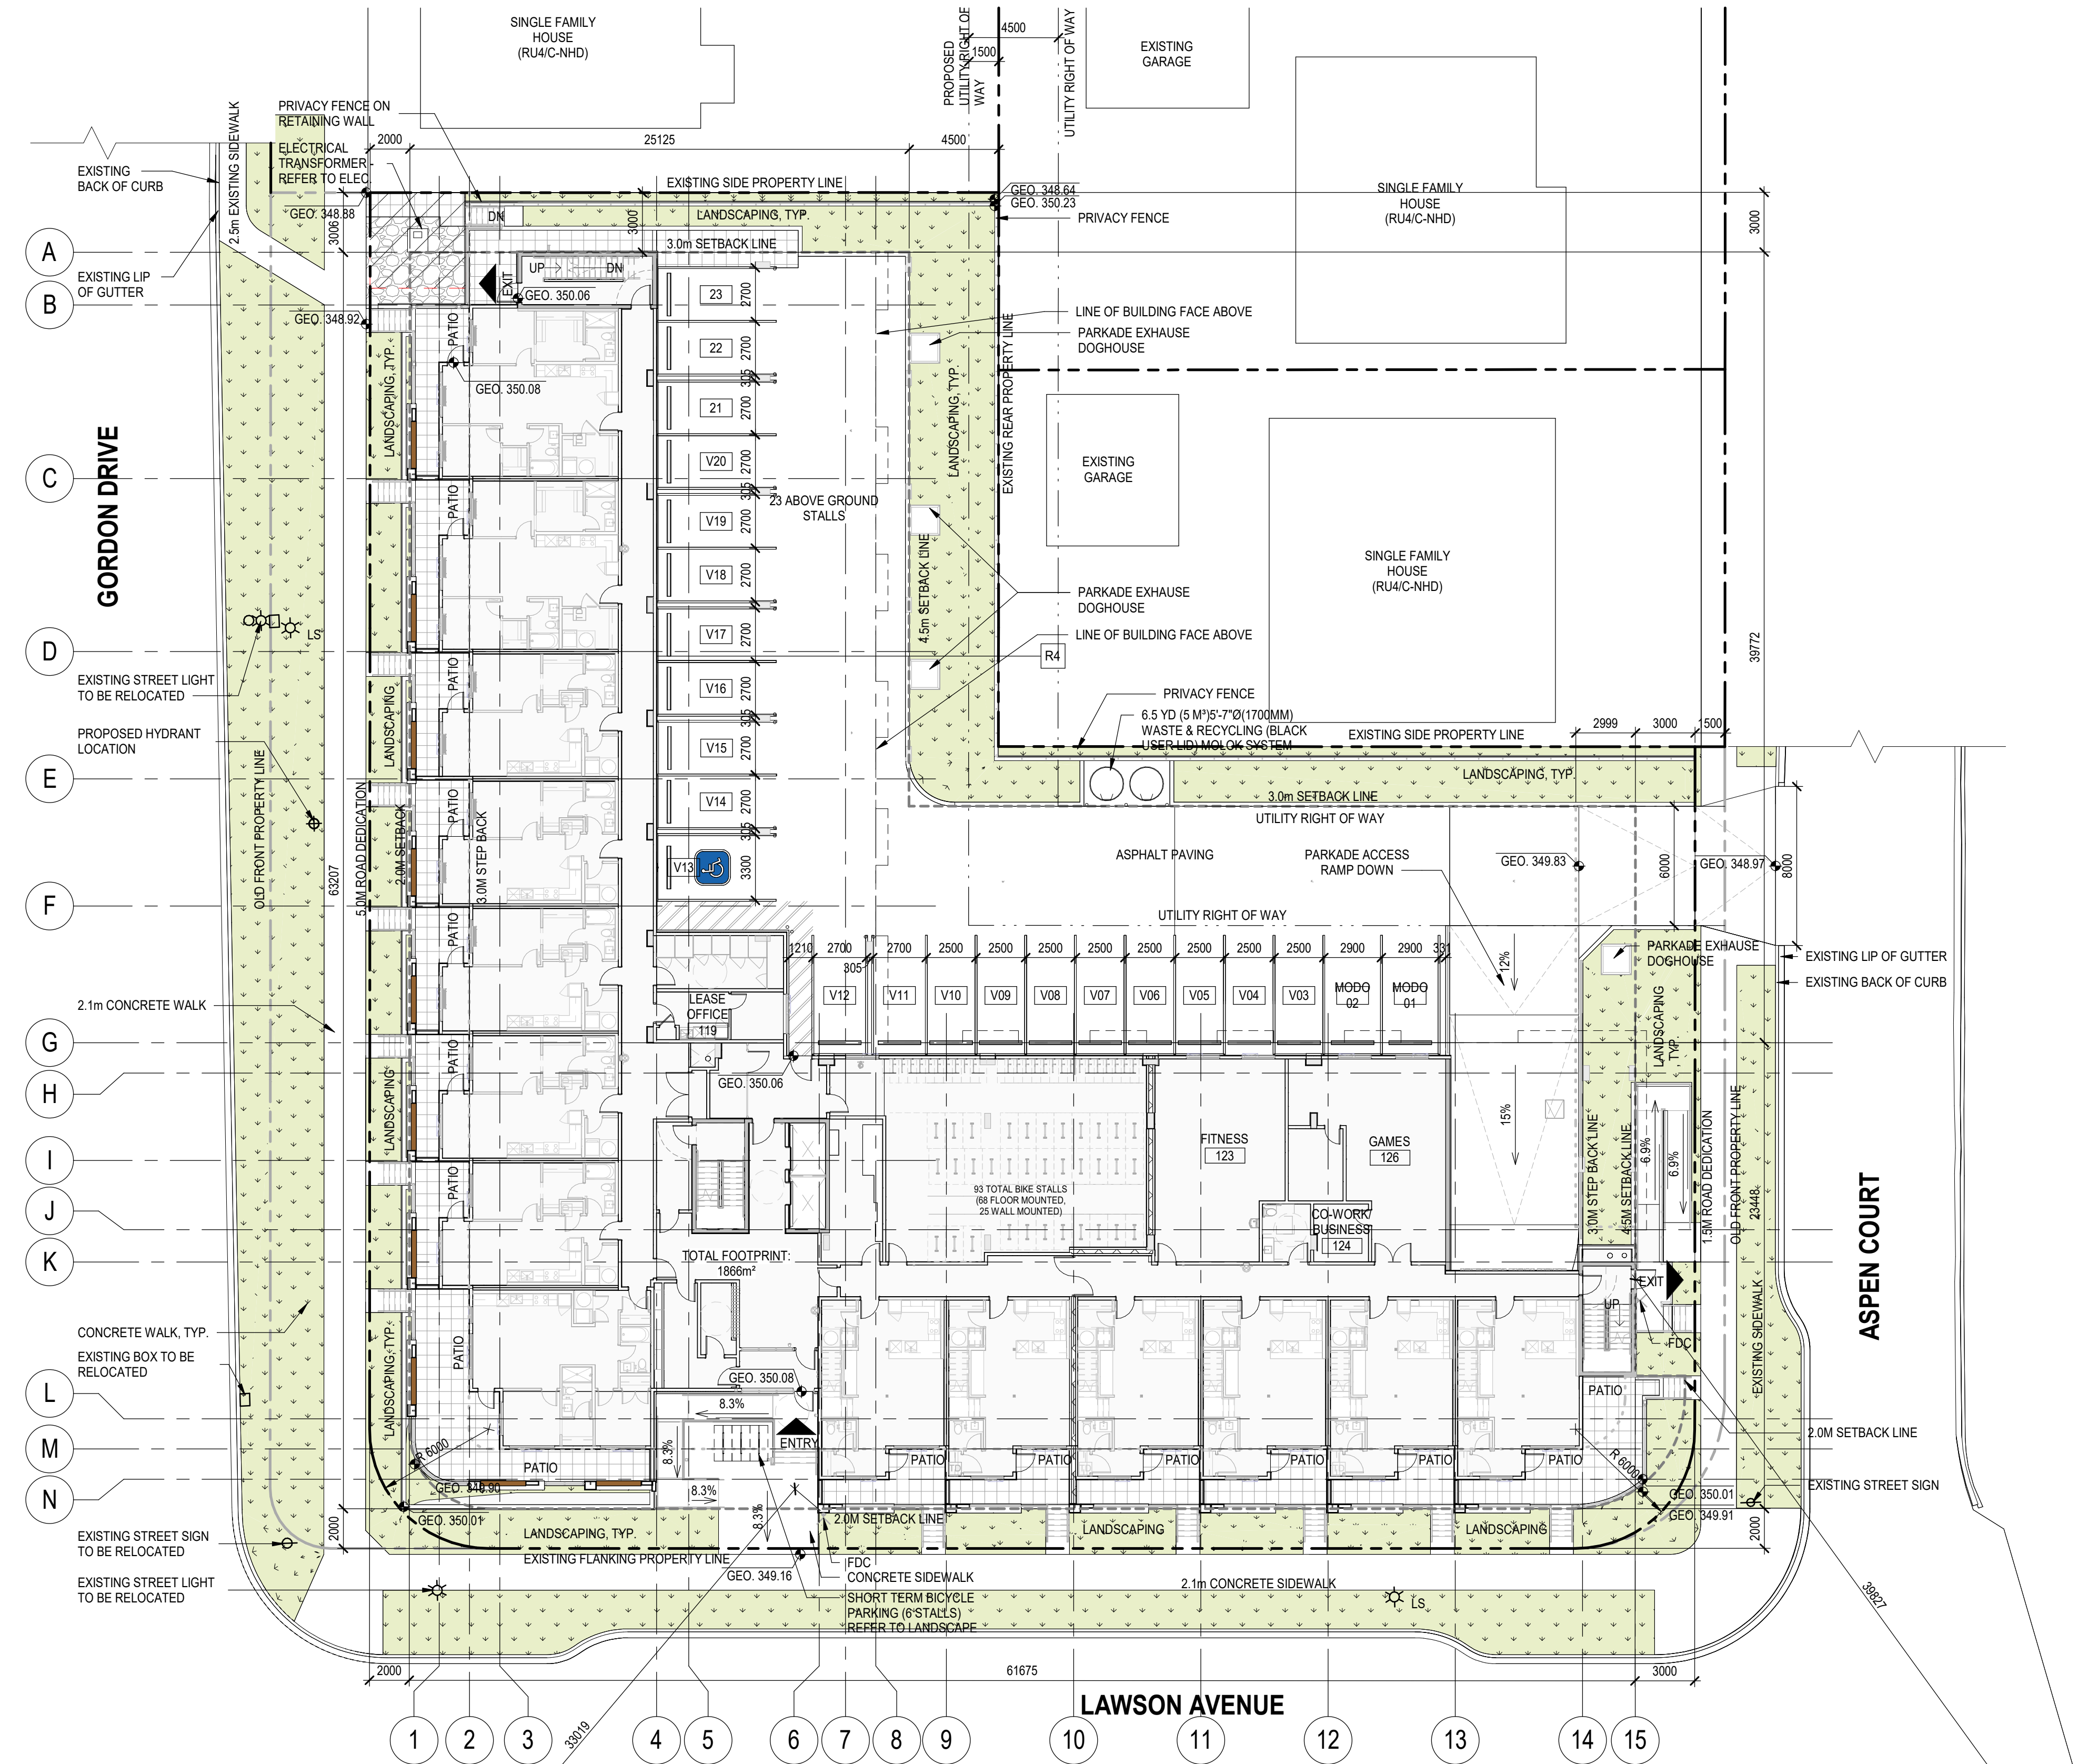 SINGLE FAMILY
HOUSE
(RU4/C-NHD)
PROPOSED
UTILITY RIGHT OF
WAY
4500
1500
UTILITY RIGHT OF WAY
EXISTING
GARAGE
PRIVACY FENCE ON
RETAINING WALL
2000
25125
4500
ELECTRICAL
TRANSFORMER -
REFER TO ELEC.
EXISTING
BACK OF CURB
2.5m EXISTING SIDEWALK
EXISTING SIDE PROPERTY LINE
GEO. 348.64
GEO. 350.23
SINGLE FAMILY
HOUSE
(RU4/C-NHD)
GEO. 348.88
3006
DN
3000
LANDSCAPING, TYP.
PRIVACY FENCE
3000
A
3.0m SETBACK LINE
EXISTING LIP
OF GUTTER
UP
DN
EXIT
GEO. 350.06
B
GEO. 348.92
23
2700
LINE OF BUILDING FACE ABOVE
PARKADE EXHAUSE
DOGHOUSE
PATIO
22
2700
GEO. 350.08
305
LANDSCAPING, TYP.
21
2700
LANDSCAPING, TYP.
EXISTING REAR PROPERTY LINE
GORDON DRIVE
C
V20
2700
EXISTING
GARAGE
305
23 ABOVE GROUND
STALLS
PATIO
V19
2700
4.5m SETBACK LINE
SINGLE FAMILY
HOUSE
(RU4/C-NHD)
V18
2700
PARKADE EXHAUSE
DOGHOUSE
305
LS
V17
2700
LINE OF BUILDING FACE ABOVE
D
R4
39772
EXISTING STREET LIGHT
TO BE RELOCATED
PATIO
V16
2700
PRIVACY FENCE
LANDSCAPING
305
6.5 YD (5 M³)5'-7"Ø(1700MM)
WASTE & RECYCLING (BLACK
USER LID) MOLOK SYSTEM
2999
3000
1500
PROPOSED HYDRANT
LOCATION
V15
2700
EXISTING SIDE PROPERTY LINE
E
LANDSCAPING, TYP.
V14
2700
3.0m SETBACK LINE
OLD FRONT PROPERTY LINE
63207
5.0M ROAD DEDICATION
2.0M SETBACK
PATIO
3.0M STEP BACK
305
UTILITY RIGHT OF WAY
V13
3300
ASPHALT PAVING
PARKADE ACCESS
RAMP DOWN
GEO. 349.83
6000
GEO. 348.97
8000
F
UTILITY RIGHT OF WAY
PATIO
1210
2700
2700
2500
2500
2500
2500
2500
2500
2500
2900
2900
331
305
12%
PARKADE EXHAUSE
DOGHOUSE
EXISTING LIP OF GUTTER
EXISTING BACK OF CURB
2.1m CONCRETE WALK
LEASE
OFFICE
119
V12
V11
V10
V09
V08
V07
V06
V05
V04
V03
MODO
02
MODO
01
LANDSCAPING
TYP.
G
PATIO
H
GEO. 350.06
LANDSCAPING
15%
FITNESS
123
GAMES
126
I
PATIO
6.9%
6.9%
93 TOTAL BIKE STALLS
(68 FLOOR MOUNTED,
25 WALL MOUNTED)
3.0M STEP BACK LINE
4.5M SETBACK LINE
1.5M ROAD DEDICATION
OLD FRONT PROPERTY LINE
23448
ASPEN COURT
J
CO-WORK/
BUSINESS
124
K
TOTAL FOOTPRINT:
1866m²
EXIT
UP
FDC
CONCRETE WALK, TYP.
EXISTING BOX TO BE
RELOCATED
LANDSCAPING, TYP.
PATIO
EXISTING SIDEWALK
L
GEO. 350.08
8.3%
PATIO
M
R 6000
8.3%
ENTRY
2.0M SETBACK LINE
PATIO
PATIO
PATIO
PATIO
PATIO
PATIO
PATIO
R 6000
N
GEO. 349.90
8.3%
8.3%
GEO. 350.01
EXISTING STREET SIGN
GEO. 350.01
2.0M SETBACK LINE
GEO. 349.91
EXISTING STREET SIGN
TO BE RELOCATED
2000
LANDSCAPING, TYP.
LANDSCAPING
LANDSCAPING
2000
EXISTING FLANKING PROPERTY LINE
GEO. 349.16
FDC
CONCRETE SIDEWALK
EXISTING STREET LIGHT
TO BE RELOCATED
2.1m CONCRETE SIDEWALK
SHORT TERM BICYCLE
PARKING (6 STALLS)
REFER TO LANDSCAPE
LS
39827
2000
61675
3000
LAWSON AVENUE
33019
1
2
3
4
5
6
7
8
9
10
11
12
13
14
15